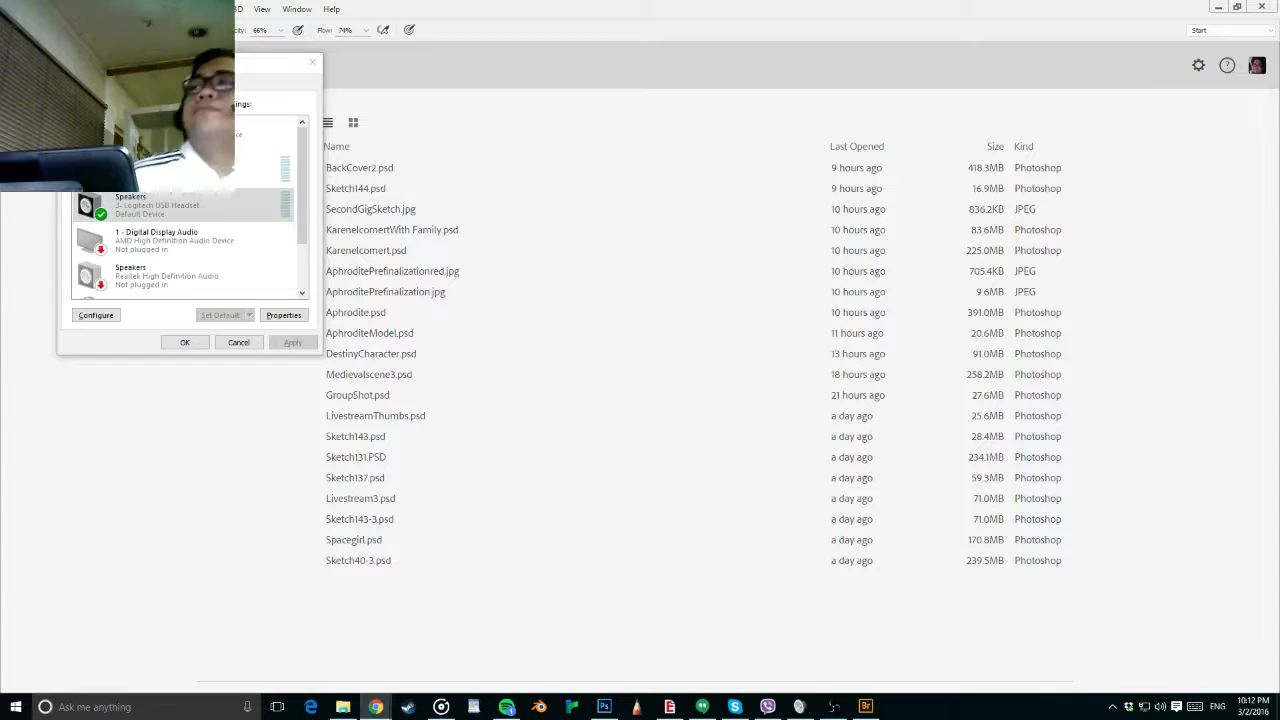 3D View Window Help
city: 66% Flow: 74% Start
ings:
ice
Name Last Opened Size Kind
BackCover2.psd 9 hours ago 418.3MB Photoshop
Sketch144.psd 9 hours ago 16.9MB Photoshop
SecondGigSketch.jpg 10 hours ago 836.2KB JPEG
KarenelcomertWith Family.psd 10 hours ago 83.6MB Photoshop
Karenelcomert.psd 10 hours ago 225.0MB Photoshop
AphroditePrefinalizationred.jpg 10 hours ago 705.4KB JPEG
AphroditePrefinalization.jpg 10 hours ago 9.6MB JPEG
Aphrodite.psd 10 hours ago 391.0MB Photoshop
AphroditeModel.psd 11 hours ago 20.6MB Photoshop
DestinyCharacter.psd 13 hours ago 91.0MB Photoshop
Medievalscene3.psd 18 hours ago 258.2MB Photoshop
GroupShot.psd 21 hours ago 27.6MB Photoshop
LivestreamThumbs.psd a day ago 25.6MB Photoshop
Sketch143.psd a day ago 28.4MB Photoshop
Sketch131.PSD a day ago 234.1MB Photoshop
Sketch137.psd a day ago 59.3MB Photoshop
Livestream3.psd a day ago 71.0MB Photoshop
Sketch143-3.psd a day ago 71.0MB Photoshop
Spacegirl.psd a day ago 170.8MB Photoshop
Sketch40-3.psd a day ago 239.5MB Photoshop
Speakers
3- Logitech USB Headset
Default Device
1 - Digital Display Audio
AMD High Definition Audio Device
Not plugged in
Speakers
Realtek High Definition Audio
Not plugged in
Configure Set Default Properties
OK Cancel Apply
Ask me anything
ENG
10:12 PM
3/2/2016